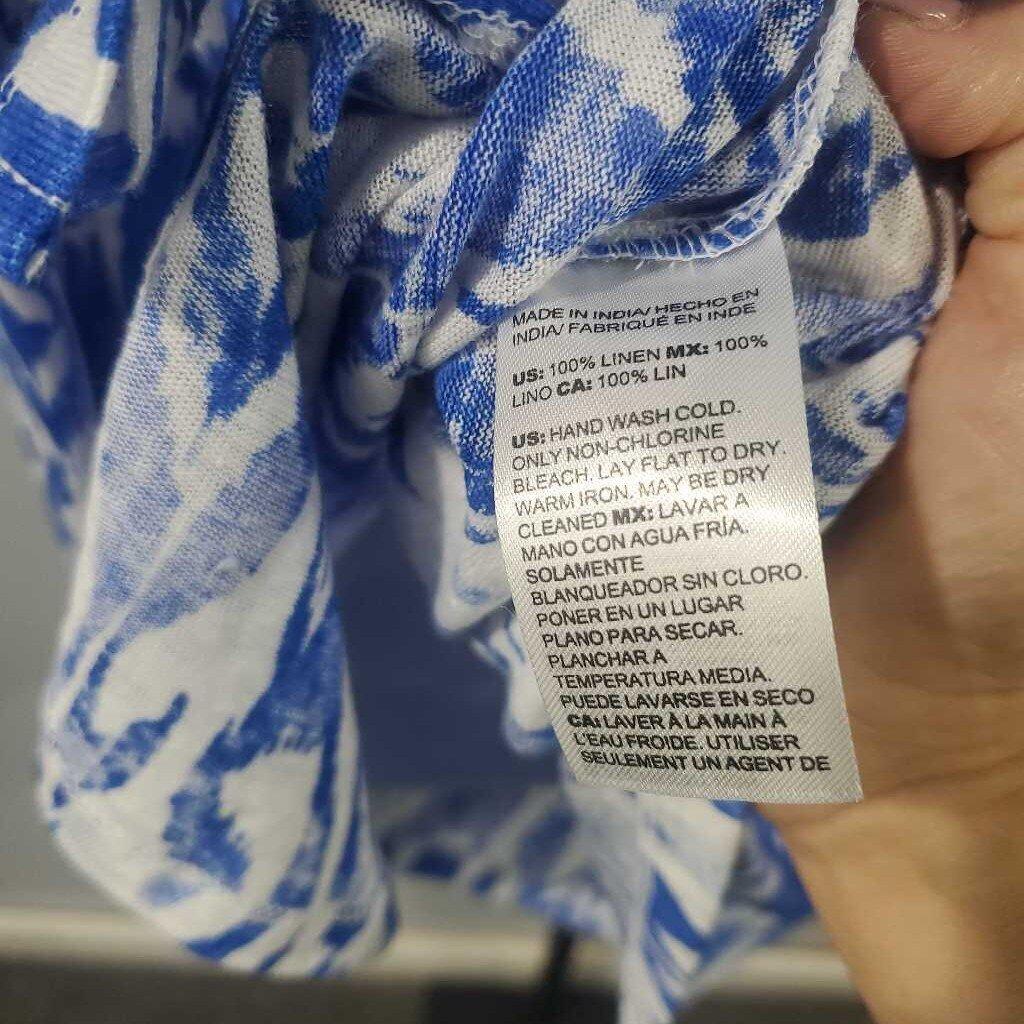 MADE IN INDIA/ HECHO EN
INDIA/ FABRIQUÉ EN INDE
US: 100% LINEN MX: 100%
LINO CA: 100% LIN
US: HAND WASH COLD.
ONLY NON-CHLORINE
BLEACH. LAY FLAT TO DRY.
WARM IRON. MAY BE DRY
CLEANED MX: LAVAR A
MANO CON AGUA FRÍA.
SOLAMENTE
BLANQUEADOR SIN CLORO.
PONER EN UN LUGAR
PLANO PARA SECAR.
PLANCHAR A
TEMPERATURA MEDIA.
PUEDE LAVARSE EN SECO
CA: LAVER À LA MAIN À
L'EAU FROIDE. UTILISER
SEULEMENT UN AGENT DE